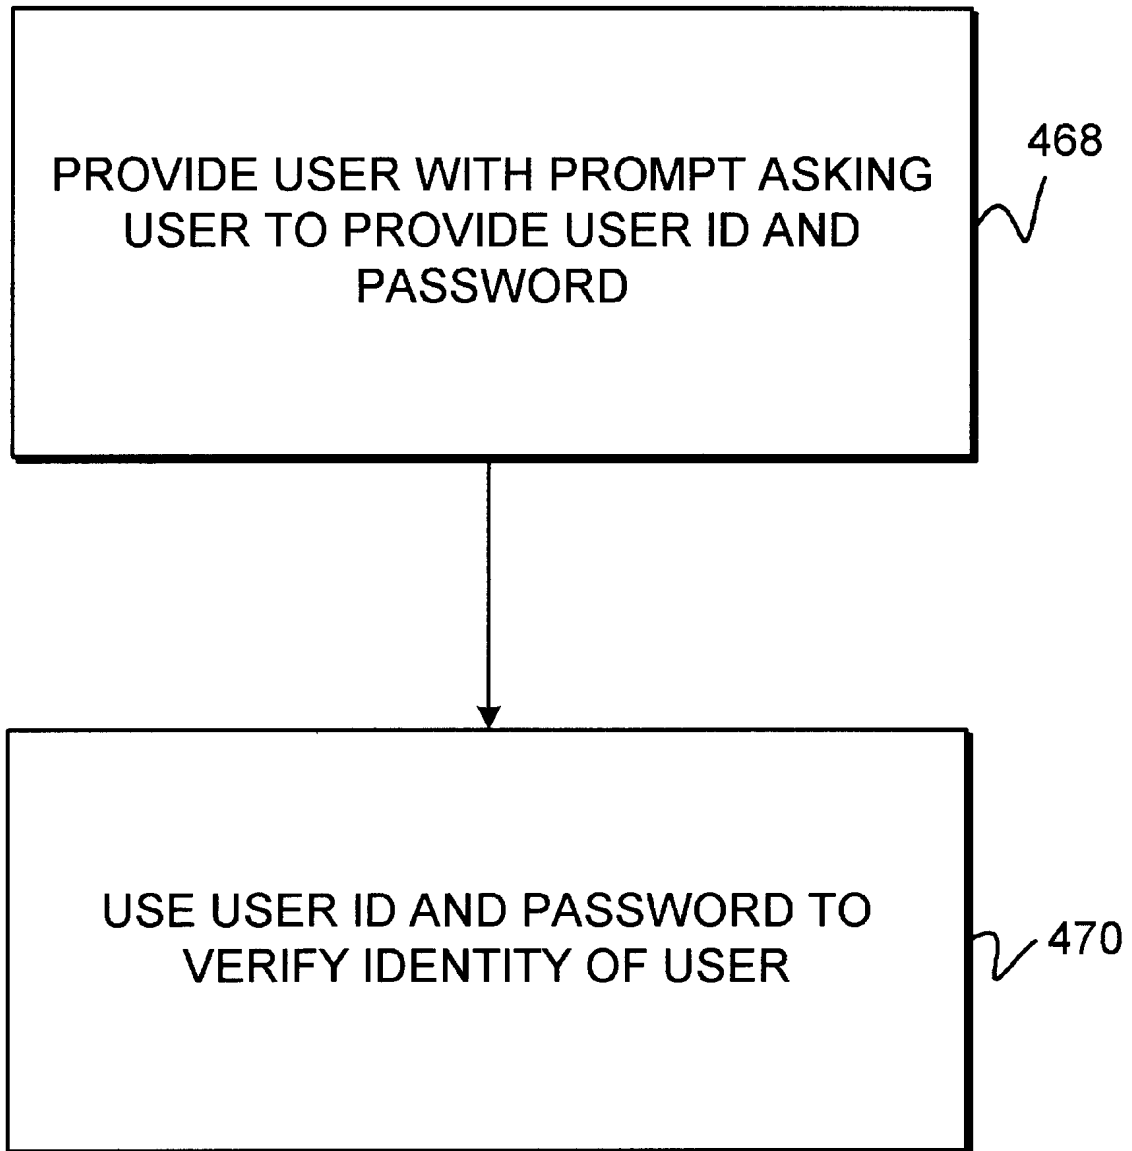 PROVIDE USER WITH PROMPT ASKING
USER TO PROVIDE USER ID AND
PASSWORD
468
USE USER ID AND PASSWORD TO
VERIFY IDENTITY OF USER
470